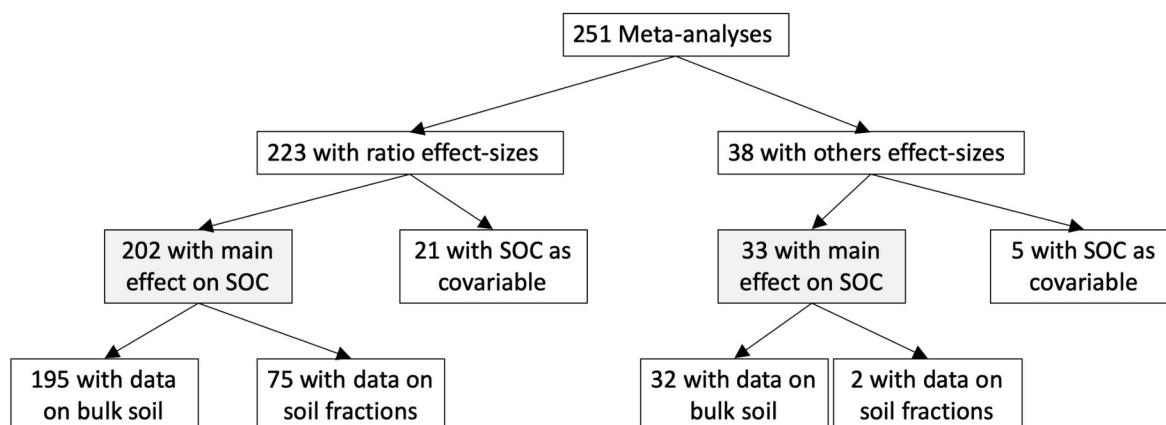 251 Meta-analyses
223 with ratio effect-sizes
38 with others effect-sizes
202 with main
effect on SOC
21 with SOC as
covariable
33 with main
effect on SOC
5 with SOC as
covariable
195 with data
on bulk soil
75 with data on
soil fractions
32 with data on
bulk soil
2 with data on
soil fractions